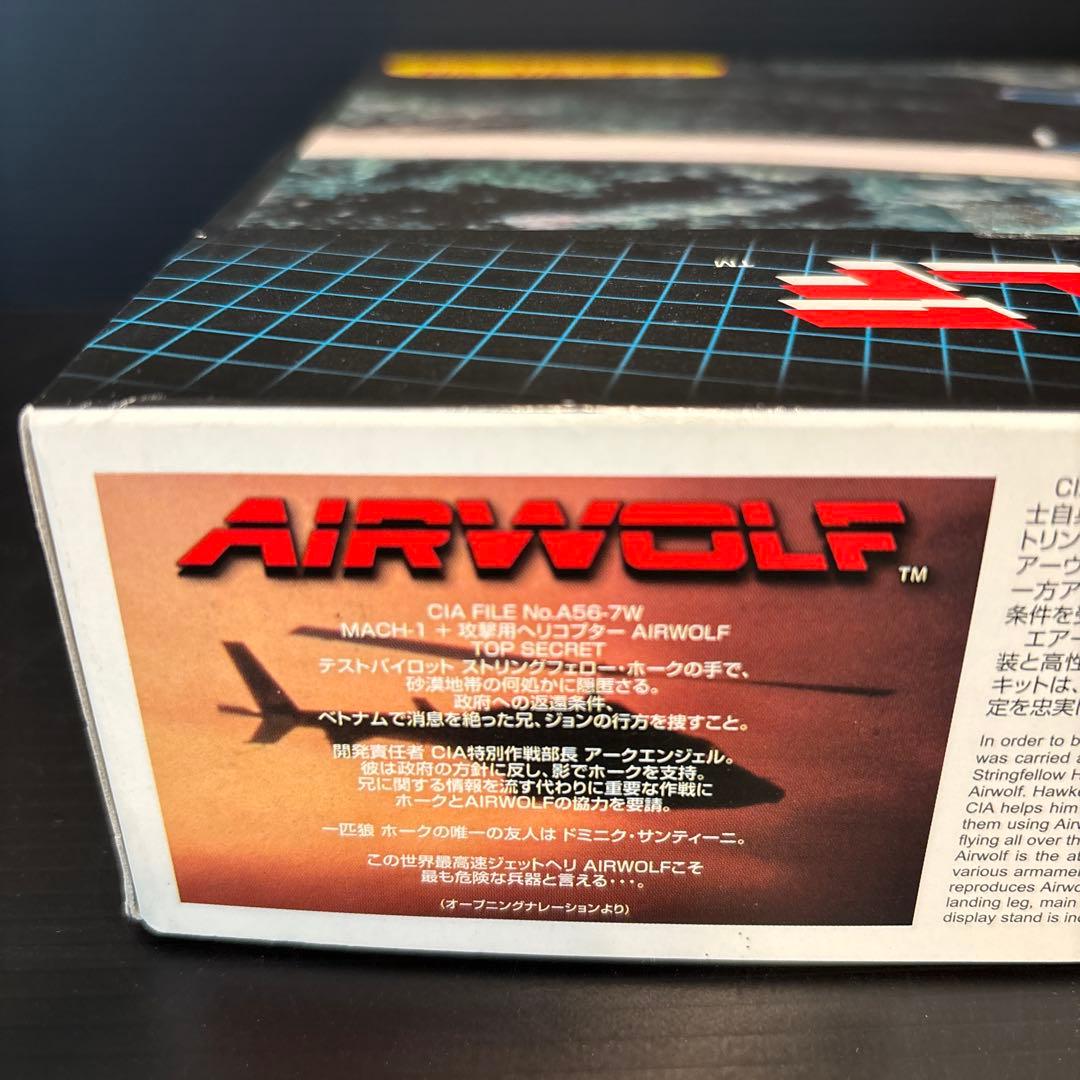 TM
AIRWOLF
TM
CIA FILE No.A56-7W
MACH-1 + 攻撃用ヘリコプター AIRWOLF
TOP SECRET
テストパイロット ストリングフェロー・ホークの手で、
砂漠地帯の何処かに隠匿さる。
政府への返還条件、
ベトナムで消息を絶った兄、ジョンの行方を捜すこと。
開発責任者 CIA特別作戦部長 アークエンジェル。
彼は政府の方針に反し、影でホークを支持。
兄に関する情報を流す代わりに重要な作戦に
ホークとAIRWOLFの協力を要請。
一匹狼 ホークの唯一の友人は ドミニク・サンティーニ。
この世界最高速ジェットヘリ AIRWOLFこそ
最も危険な兵器と言える・・・。
(オープニングナレーションより)
士自
トリン
アーウ
一方ア
条件を
エアー
装と高性
キットは、
定を忠実
In order to b
was carried a
Stringfellow H
Airwolf. Hawke
CIA helps him
them using Air
flying all over th
Airwolf is the at
various armamen
reproduces Airwo
landing leg, main
display stand is in